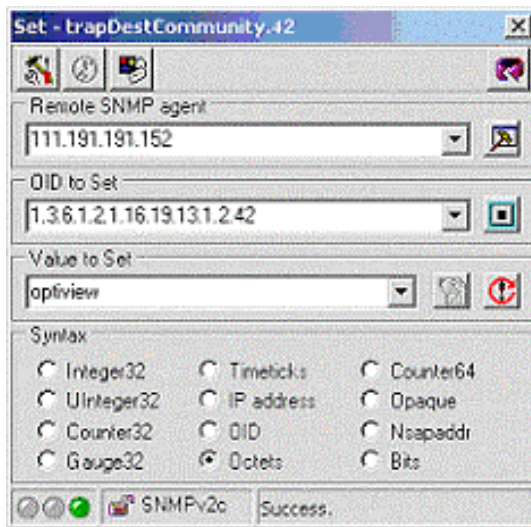 Set - trapDestCommunity.42
Remote SNMP agent
111.191.191.152
OID to Set
1.3.6.1.2.1.16.19.13.1.2.42
Value to Set
optiview
Syntax
Integer32 Timeticks Counter64
UInteger32 IP address Opaque
Counter32 OID Nsapaddr
Gauge32 Octets Bits
SNMPv2c Success.